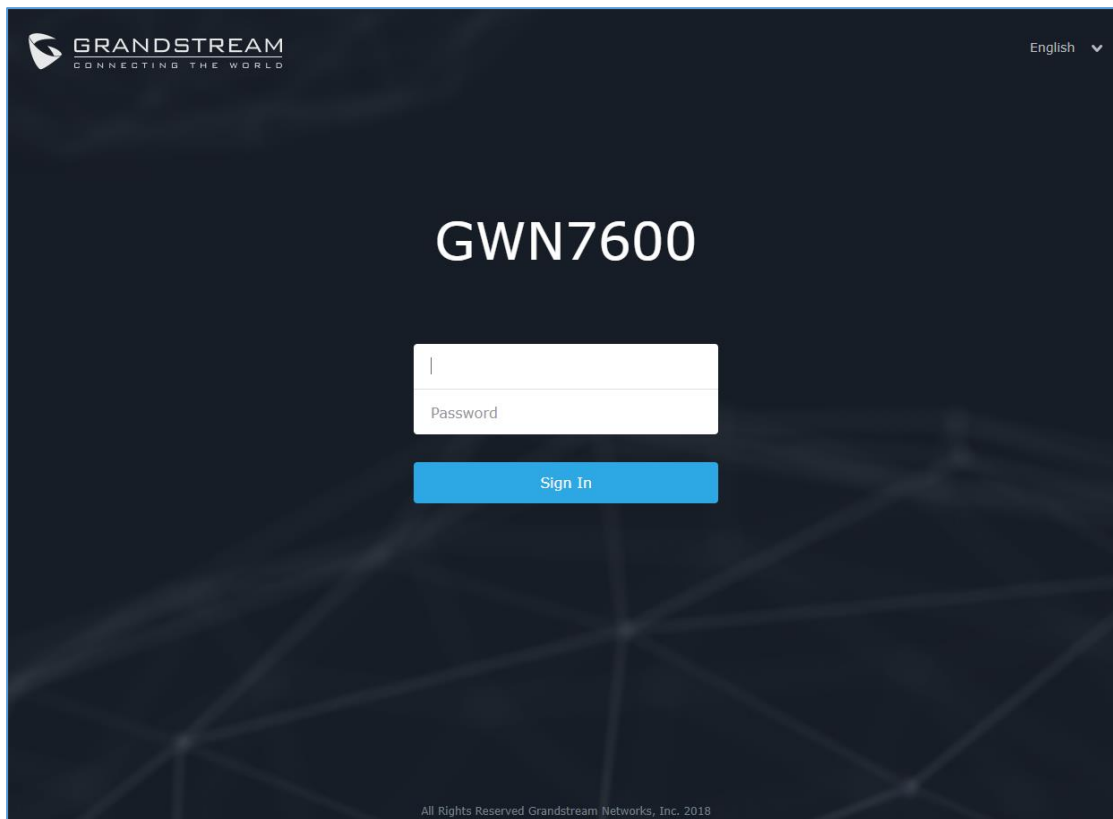 GRANDSTREAM
CONNECTING THE WORLD
English
GWN7600
Password
Sign In
All Rights Reserved Grandstream Networks, Inc. 2018